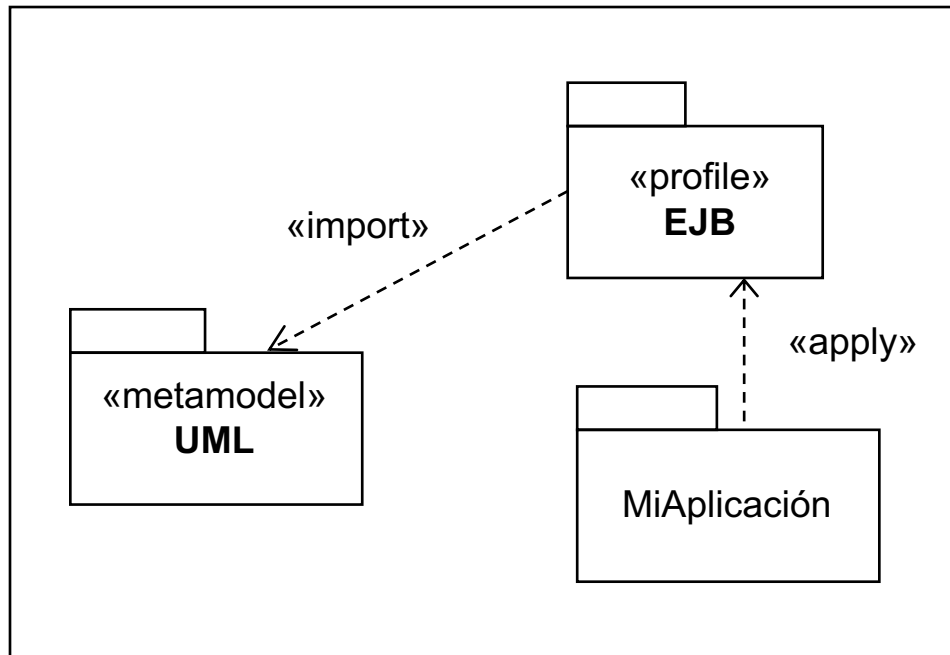 «profile»
EJB
«import»
«apply»
«metamodel»
UML
MiAplicación